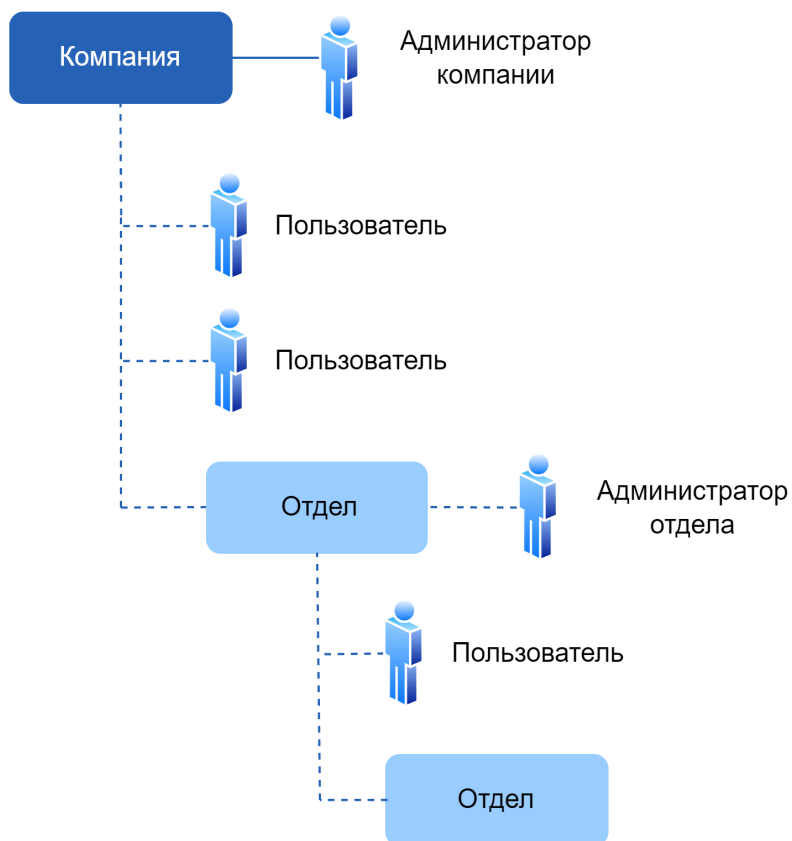 Компания
Администратор
компании
Пользователь
Пользователь
Отдел
Администратор
отдела
Пользователь
Отдел